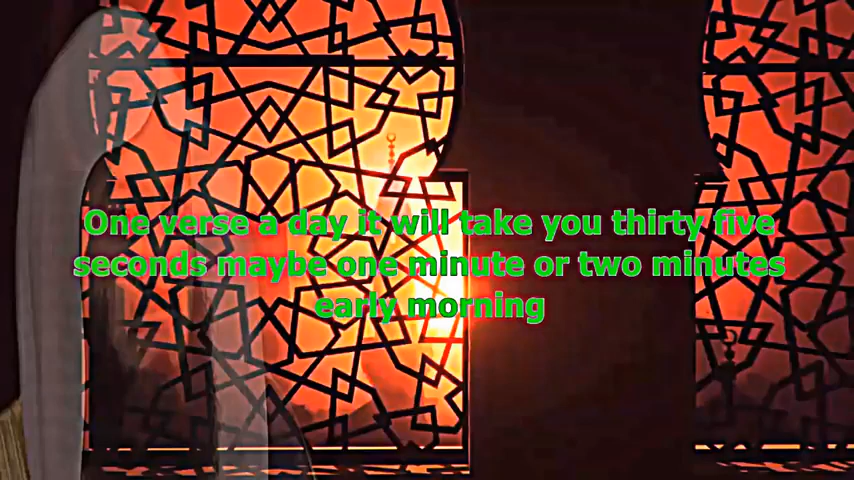 One verse a day it will take you thirty five
seconds maybe one minute or two minutes
early morning